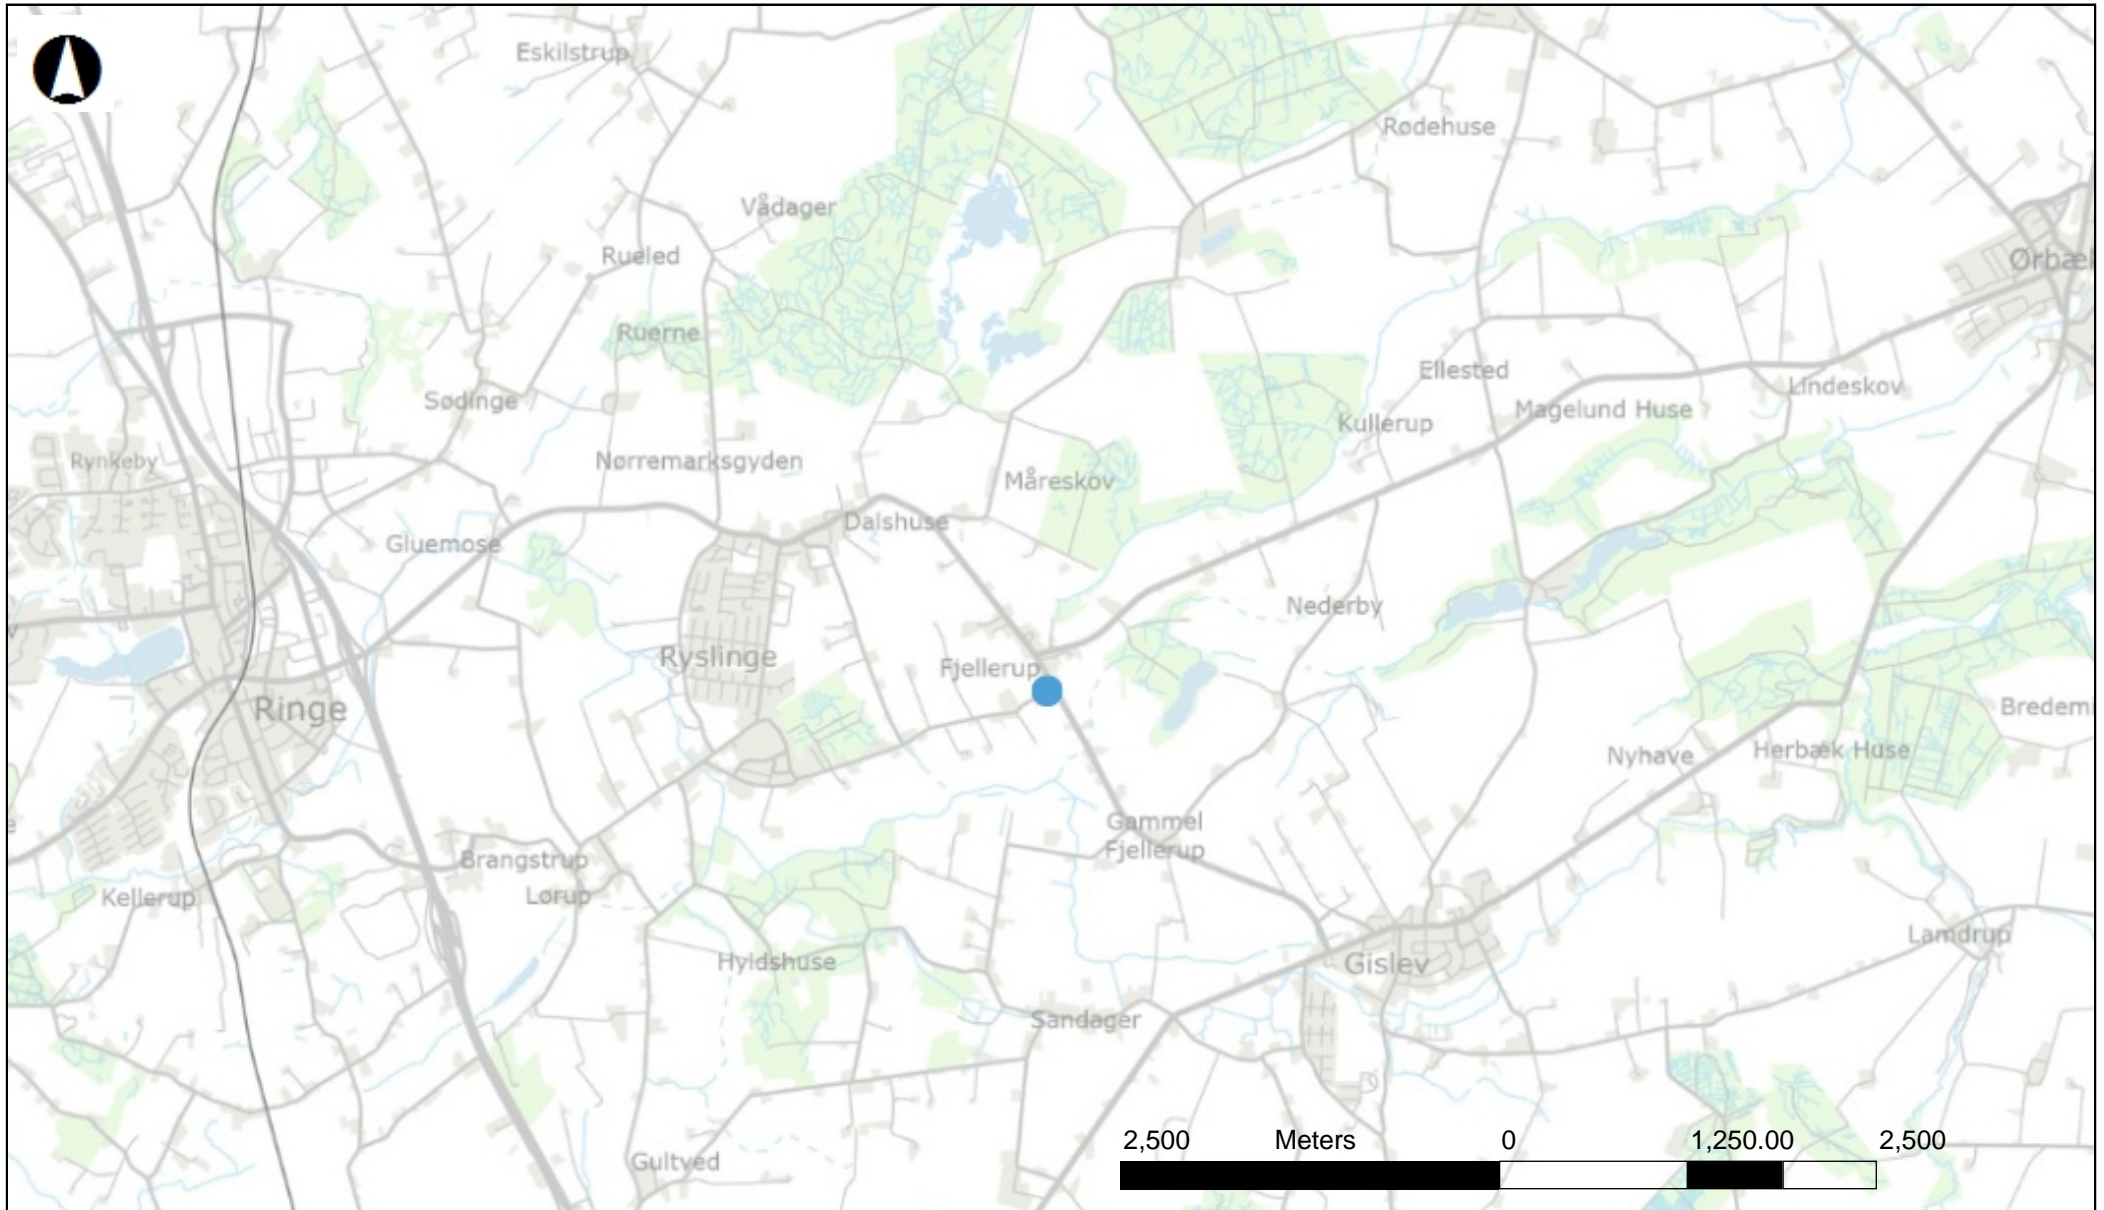 Eskilstrup
Rødehuse
Vådager
Rueled
Ørbæk
Ruerne
Ellested
Lindeskov
Sødinge
Magelund Huse
Kullerup
Rynkeby
Nørremarksgyden
Måreskov
Dalshuse
Gluemose
Nederby
Ryslinge
Fjellerup
Ringe
Bredemi
Nyhave
Herbæk Huse
Gammel
Fjellerup
Brangstrup
Lørup
Kellerup
Lamdrup
Hyldshuse
Gislev
Sandager
2,500 Meters 0 1,250.00 2,500
Gultved